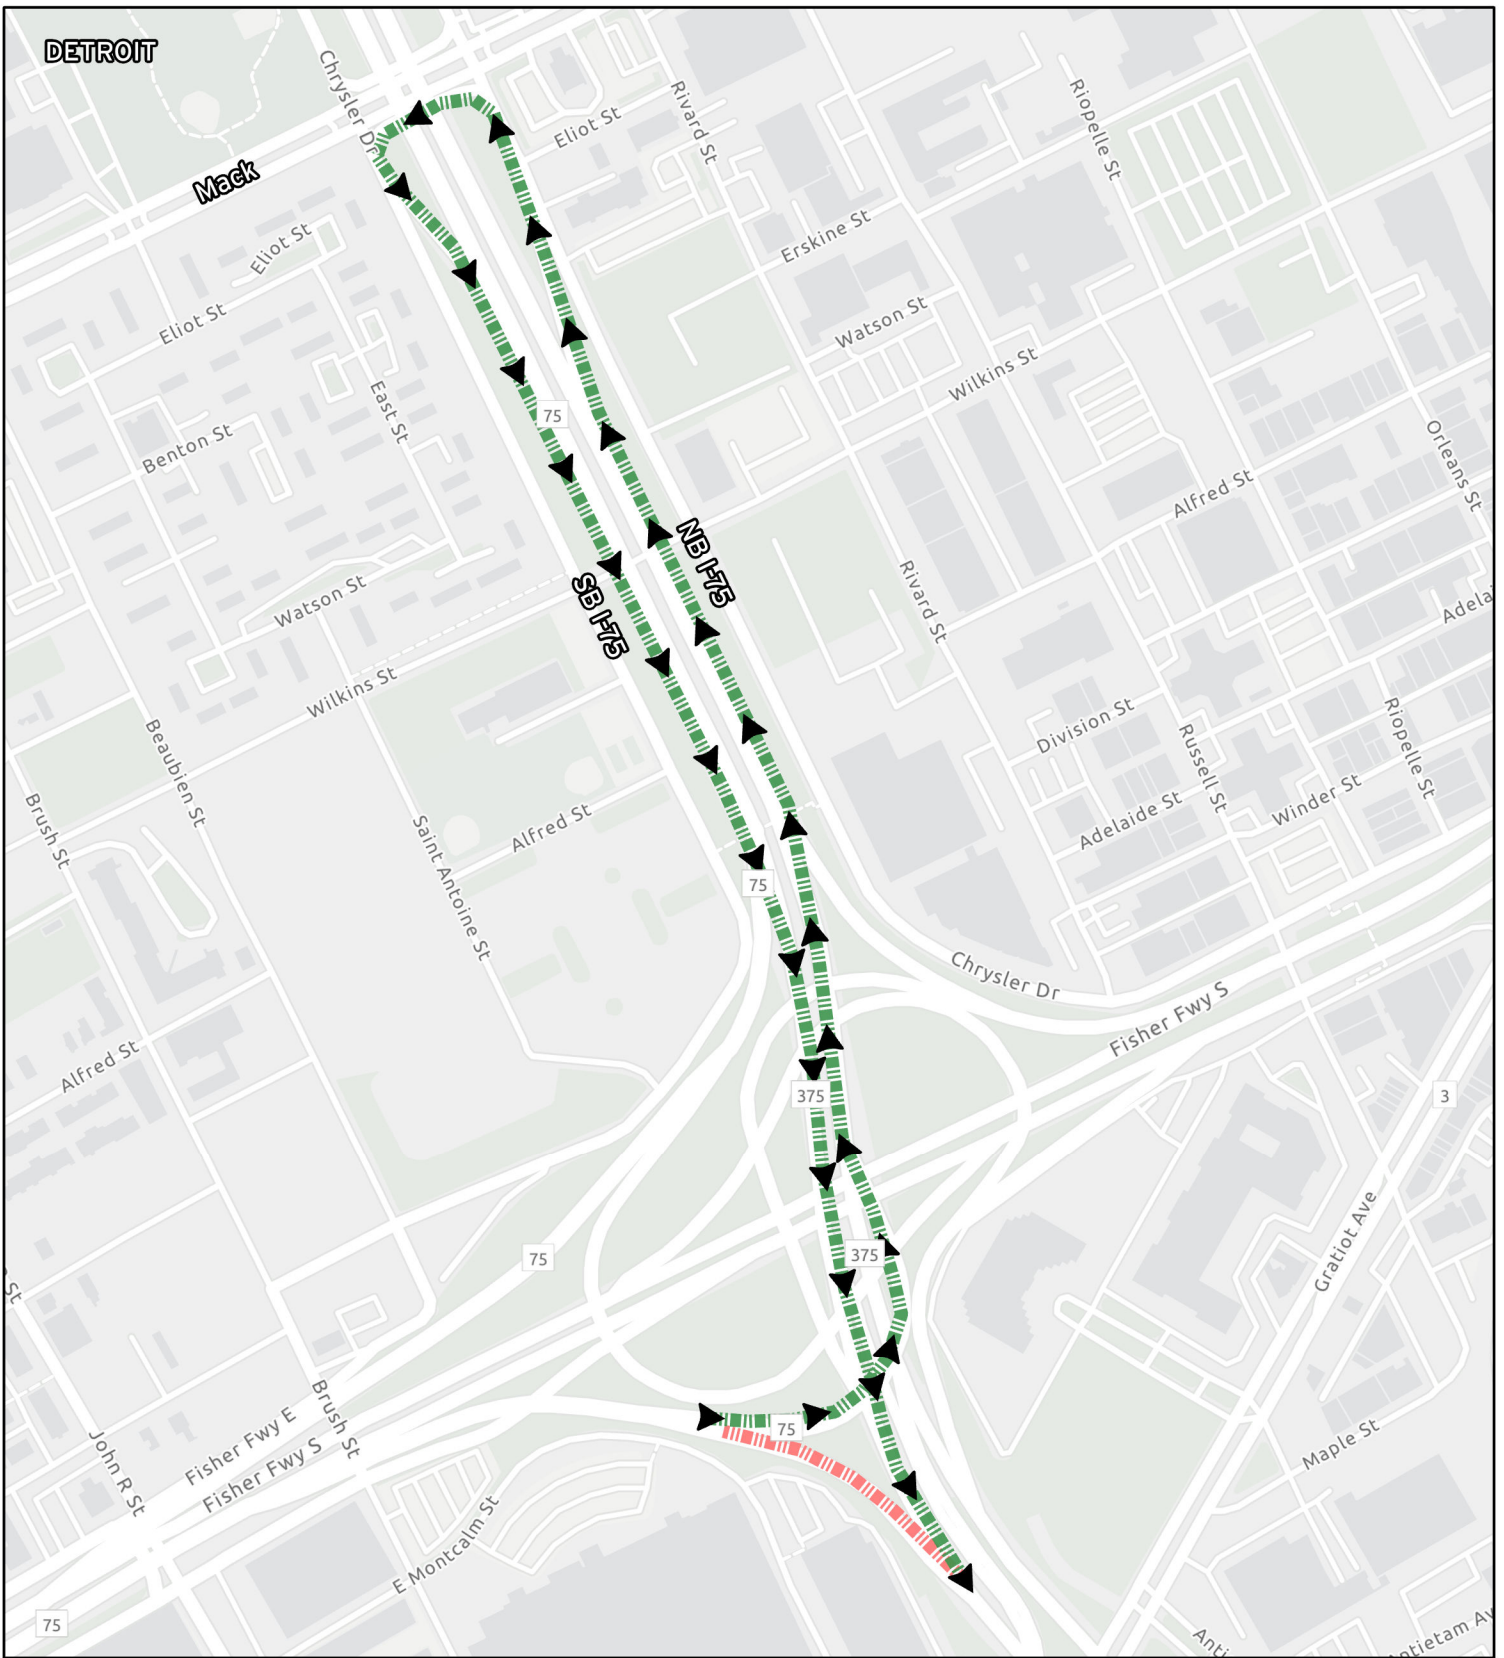 DETROIT
Chrysler Dr
Mack
Eliot St
Rivard St
Riopelle St
Eliot St
Erskine St
Eliot St
Watson St
Wilkins St
East St
75
Benton St
Orleans St
Alfred St
NB I-75
SB I-75
Watson St
Rivard St
Adela
Wilkins St
Division St
Riopelle St
Russell St
Beaubien St
Winder St
Adelaide St
Brush St
Alfred St
Saint Antoine St
75
Chrysler Dr
Fisher Fwy S
Alfred St
375
3
Gratiot Ave
75
375
St
Brush St
75
Fisher Fwy E
Fisher Fwy S
John R St
Maple St
E Montcalm St
75
Anti
ntietam Av